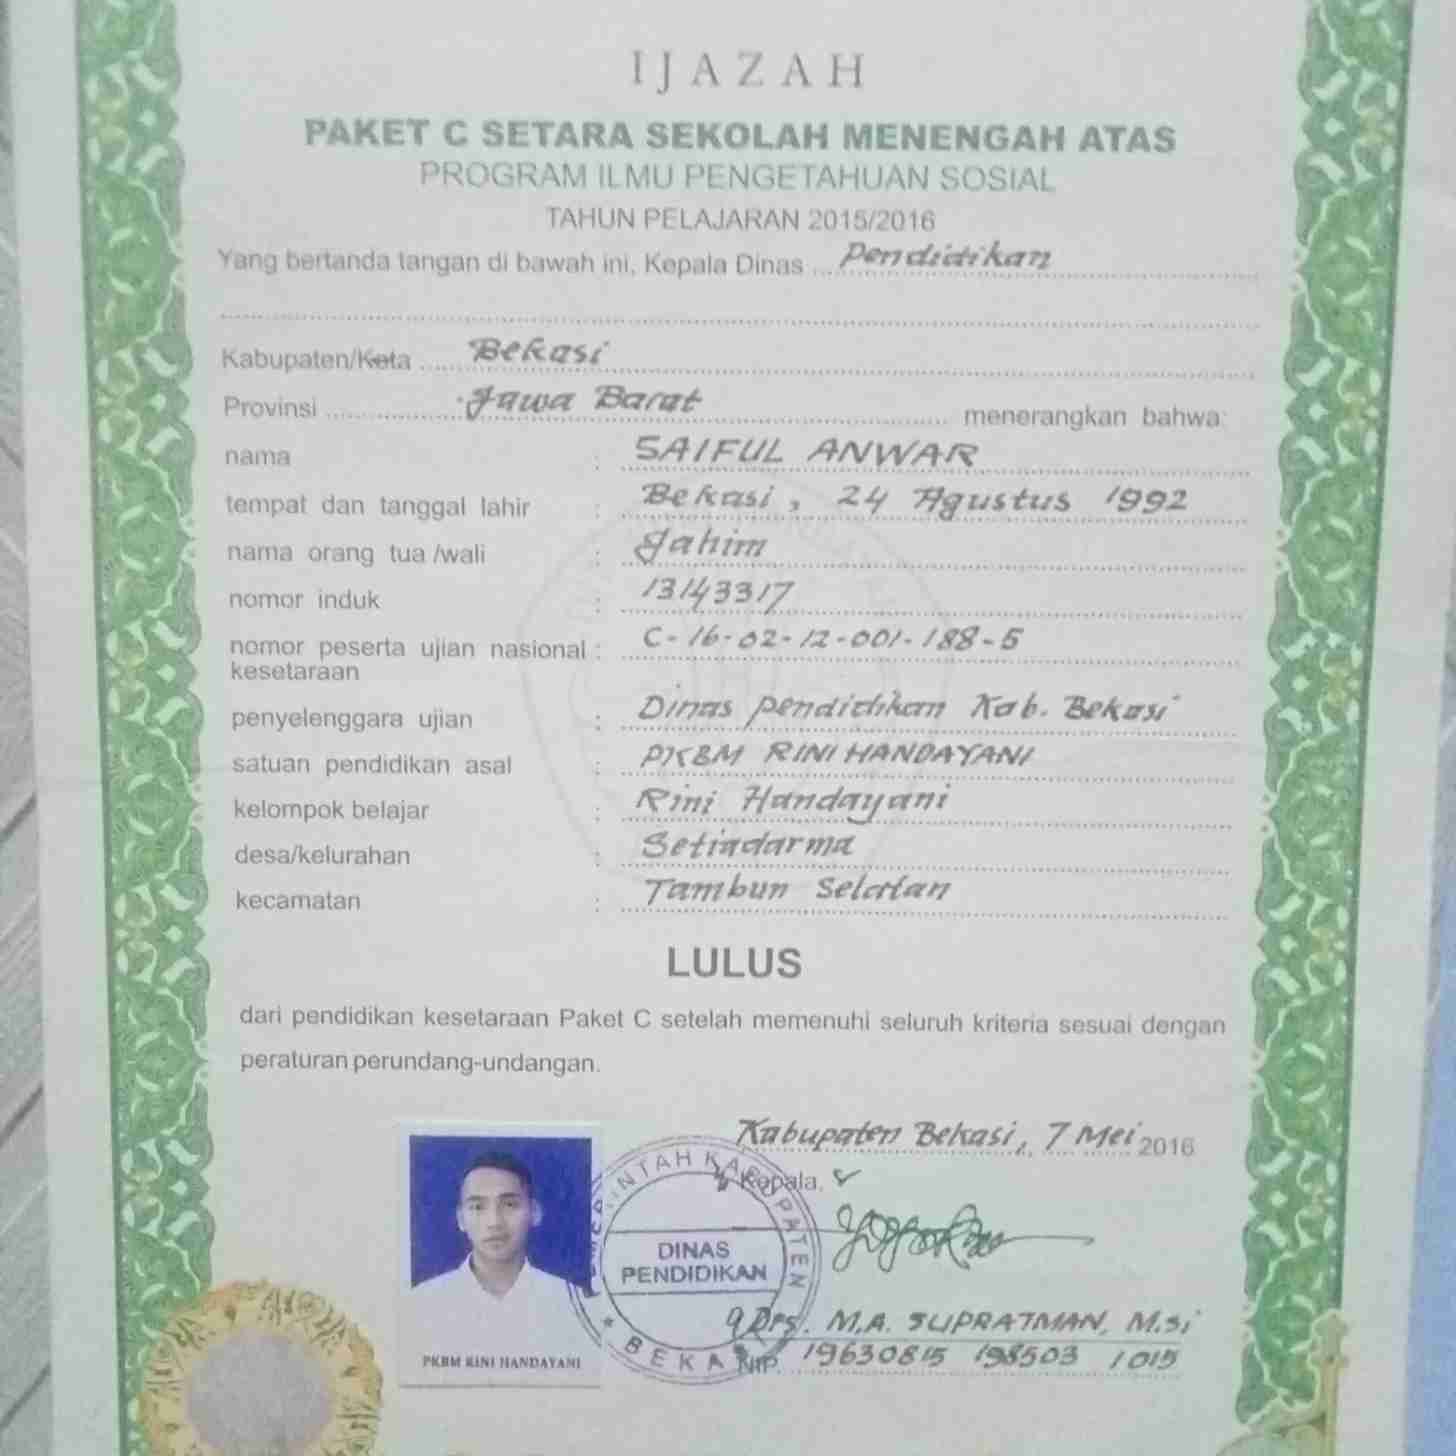 IJAZAH
PAKET C SETARA SEKOLAH MENENGAH ATAS
PROGRAM ILMU PENGETAHUAN SOSIAL
TAHUN PELAJARAN 2015/2016
Yang bertanda tangan di bawah ini, Kepala Dinas Pendidikan
Kabupaten/Kota Bekasi
Provinsi Jawa Barat menerangkan bahwa:
nama : SAIFUL ANWAR
tempat dan tanggal lahir : Bekasi, 24 Agustus 1992
nama orang tua /wali : Jahim
nomor induk : 13143317
nomor peserta ujian nasional : C-16-02-12-001-188-5
kesetaraan
penyelenggara ujian : Dinas Pendidikan Kab. Bekasi
satuan pendidikan asal : PKBM RINI HANDAYANI
kelompok belajar : Rini Handayani
desa/kelurahan : Setiadarma
kecamatan : Tambun Selatan
LULUS
dari pendidikan kesetaraan Paket C setelah memenuhi seluruh kriteria sesuai dengan
peraturan perundang-undangan.
Kabupaten Bekasi, 7 Mei 2016
Kepala,
PEMERINTAH KABUPATEN
DINAS
PENDIDIKAN
BEKASI
Drs. M.A. SUPRATMAN, M.Si
NIP. 19630815 198503 1 015
PKBM RINI HANDAYANI